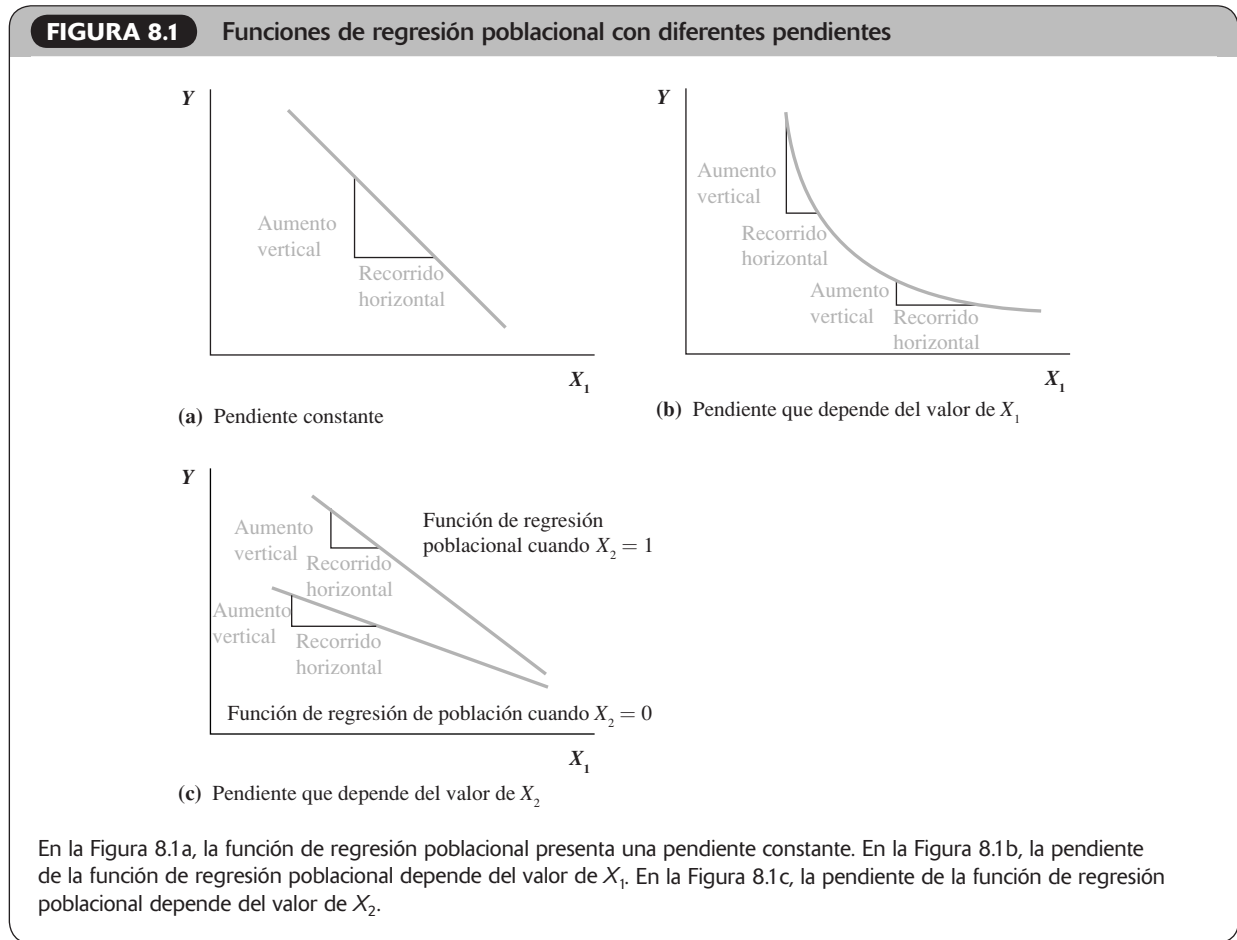 FIGURA 8.1 Funciones de regresión poblacional con diferentes pendientes
Y
Aumento
vertical
Recorrido
horizontal
X₁
(a) Pendiente constante
Y
Aumento
vertical
Recorrido
horizontal
Aumento
vertical
Recorrido
horizontal
X₁
(b) Pendiente que depende del valor de X₁
Y
Aumento
vertical
Recorrido
horizontal
Función de regresión
poblacional cuando X₂ = 1
Aumento
vertical
Recorrido
horizontal
Función de regresión de población cuando X₂ = 0
X₁
(c) Pendiente que depende del valor de X₂
En la Figura 8.1a, la función de regresión poblacional presenta una pendiente constante. En la Figura 8.1b, la pendiente
de la función de regresión poblacional depende del valor de X₁. En la Figura 8.1c, la pendiente de la función de regresión
poblacional depende del valor de X₂.